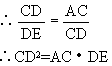 ∴ CD/DE = AC/CD
∴CD²=AC·DE